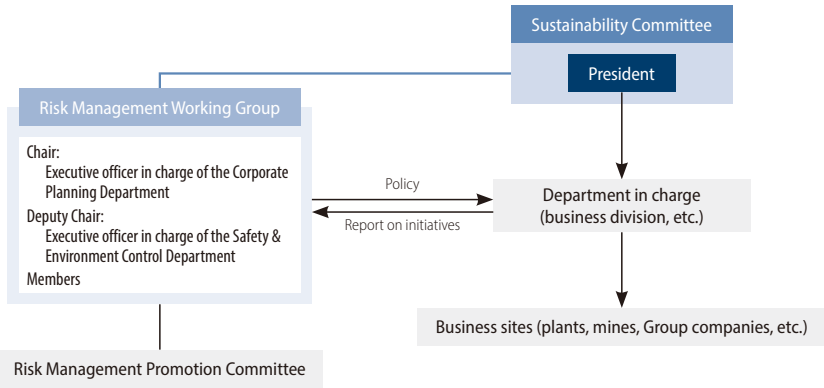 Sustainability Committee
President
Risk Management Working Group
Chair:
Executive officer in charge of the Corporate
Planning Department
Deputy Chair:
Executive officer in charge of the Safety &
Environment Control Department
Members
Policy
Report on initiatives
Department in charge
(business division, etc.)
Business sites (plants, mines, Group companies, etc.)
Risk Management Promotion Committee